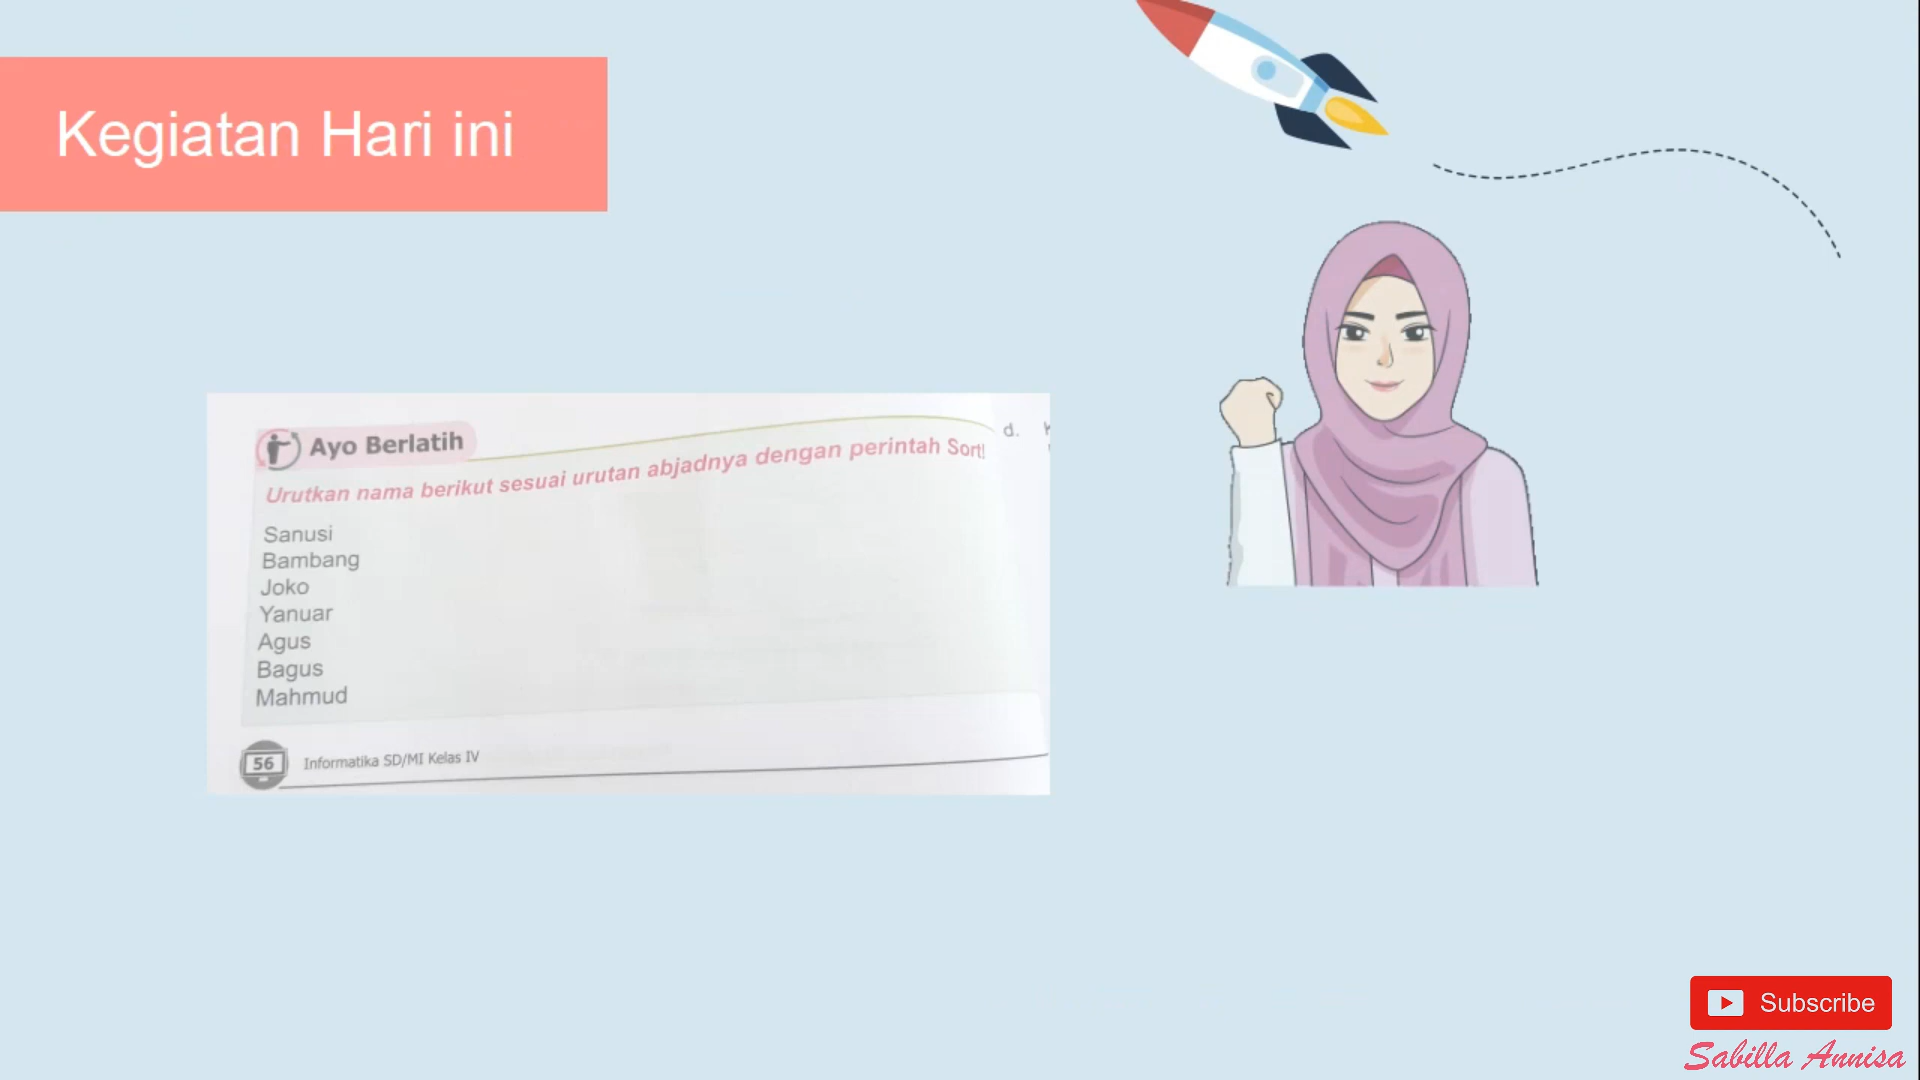 Kegiatan Hari ini
Ayo Berlatih
d.
Urutkan nama berikut sesuai urutan abjadnya dengan perintah Sort!
Sanusi
Bambang
Joko
Yanuar
Agus
Bagus
Mahmud
56
Informatika SD/MI Kelas IV
Subscribe
Sabilla Annisa